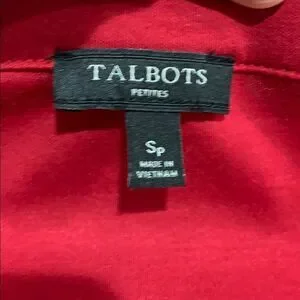 TALBOTS
PETITES
Sp
MADE IN
VIETNAM